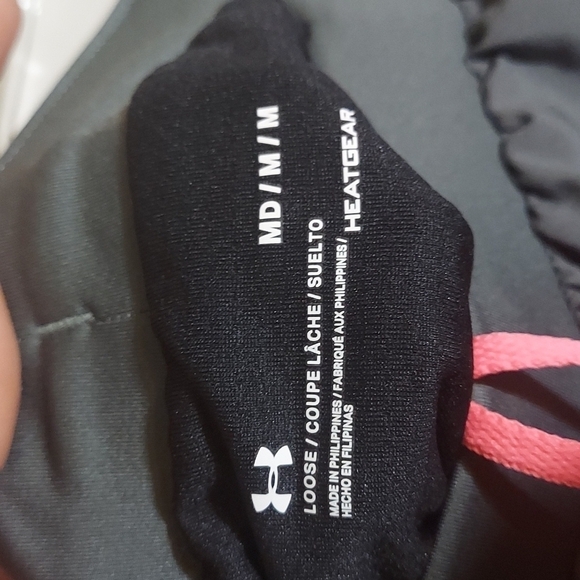 MD / M / M
LOOSE / COUPE LÂCHE / SUELTO
MADE IN PHILIPPINES / FABRIQUÉ AUX PHILIPPINES /
HECHO EN FILIPINAS
HEATGEAR